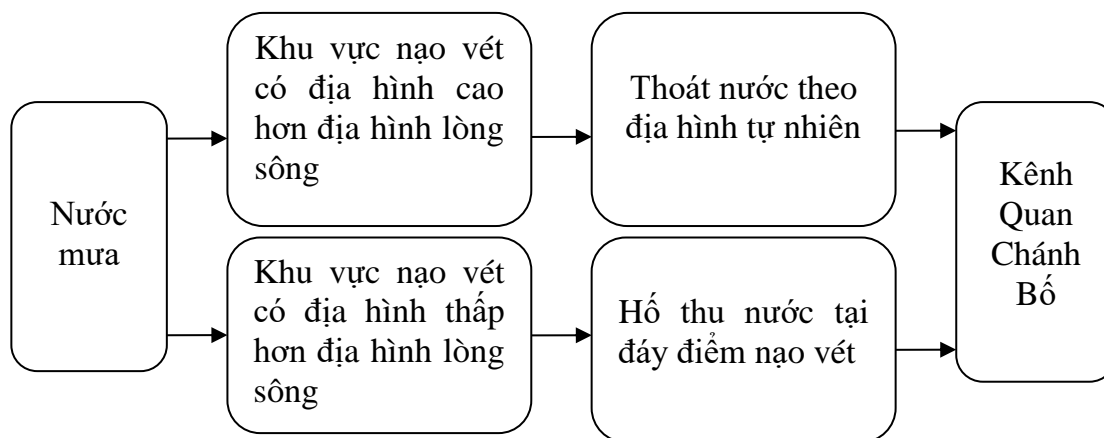 Nước
mưa
Khu vực nạo vét
có địa hình cao
hơn địa hình lòng
sông
Thoát nước theo
địa hình tự nhiên
Khu vực nạo vét
có địa hình thấp
hơn địa hình lòng
sông
Hố thu nước tại
đáy điểm nạo vét
Kênh
Quan
Chánh
Bố